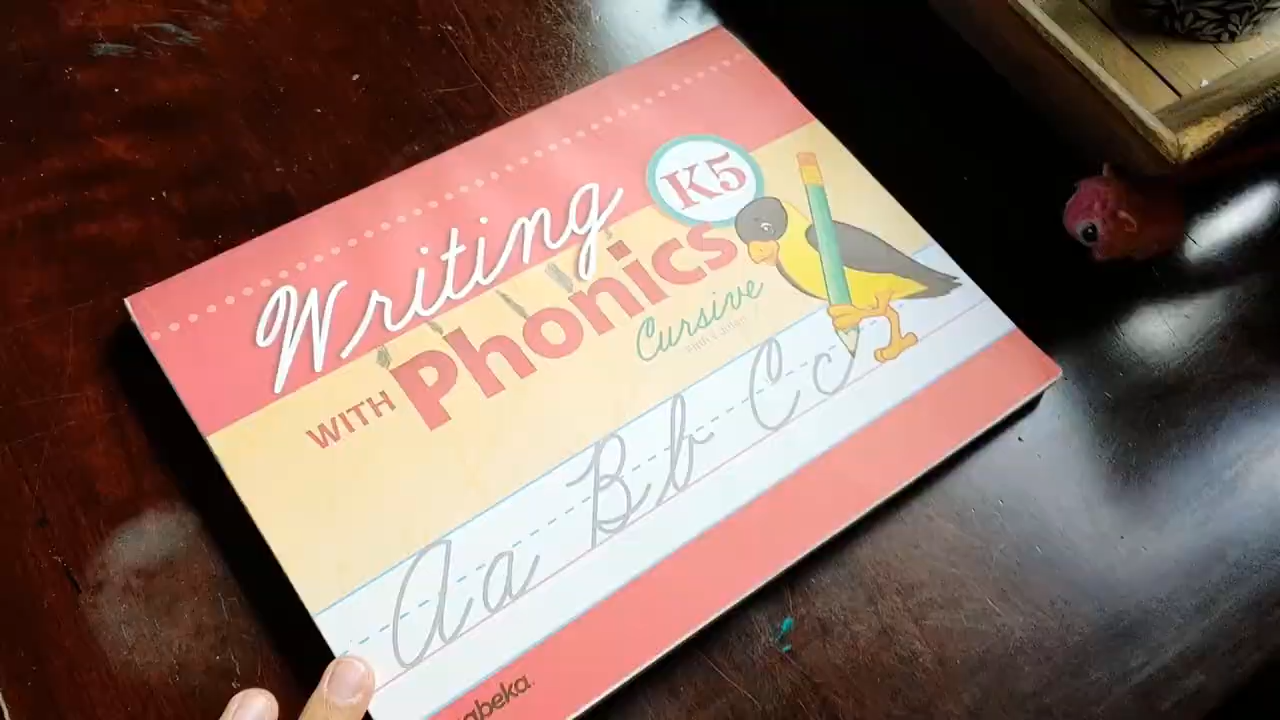 Writing
K5
WITH Phonics
Cursive
Aa Bb Cc
abeka